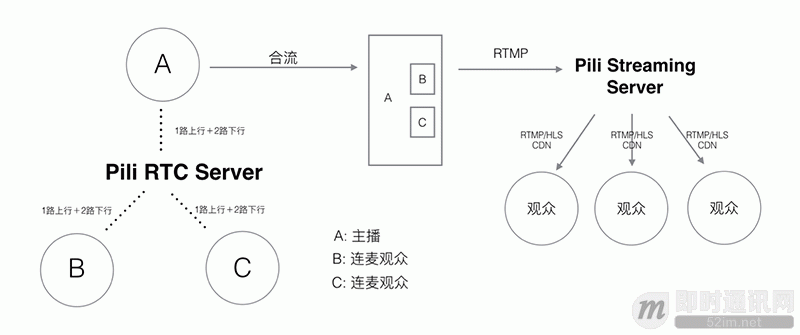 A
合流
A
B
C
RTMP
Pili Streaming
Server
1路上行+2路下行
Pili RTC Server
1路上行+2路下行
1路上行+2路下行
B
C
RTMP/HLS
CDN
RTMP/HLS
CDN
RTMP/HLS
CDN
观众
观众
观众
A: 主播
B: 连麦观众
C: 连麦观众
m
即时通讯网
52im.net